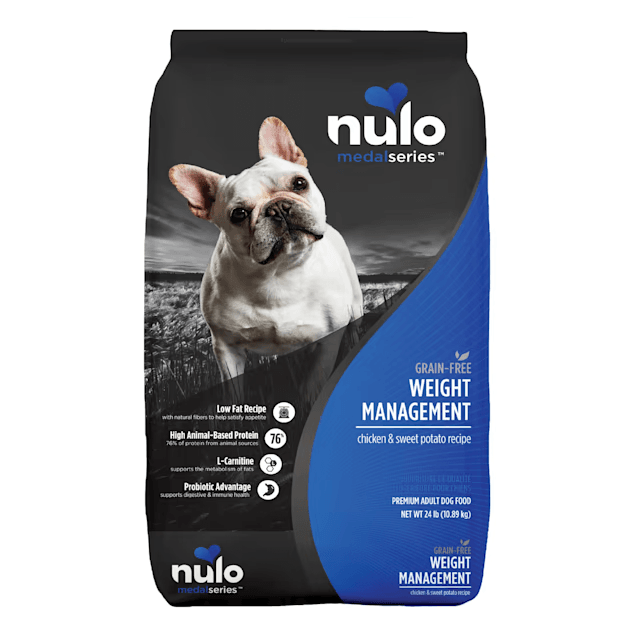 nulo
medalseries™
GRAIN-FREE
WEIGHT
MANAGEMENT
chicken & sweet potato recipe
Low Fat Recipe
with natural fibers to help satisfy appetite
High Animal-Based Protein
76% of protein from animal sources
76%
L-Carnitine
supports the metabolism of fats
Probiotic Advantage
supports digestive & immune health
PREMIUM ADULT DOG FOOD
NET WT 24 lb (10.89 kg)
nulo
medalseries™
GRAIN-FREE
WEIGHT
MANAGEMENT
chicken & sweet potato recipe